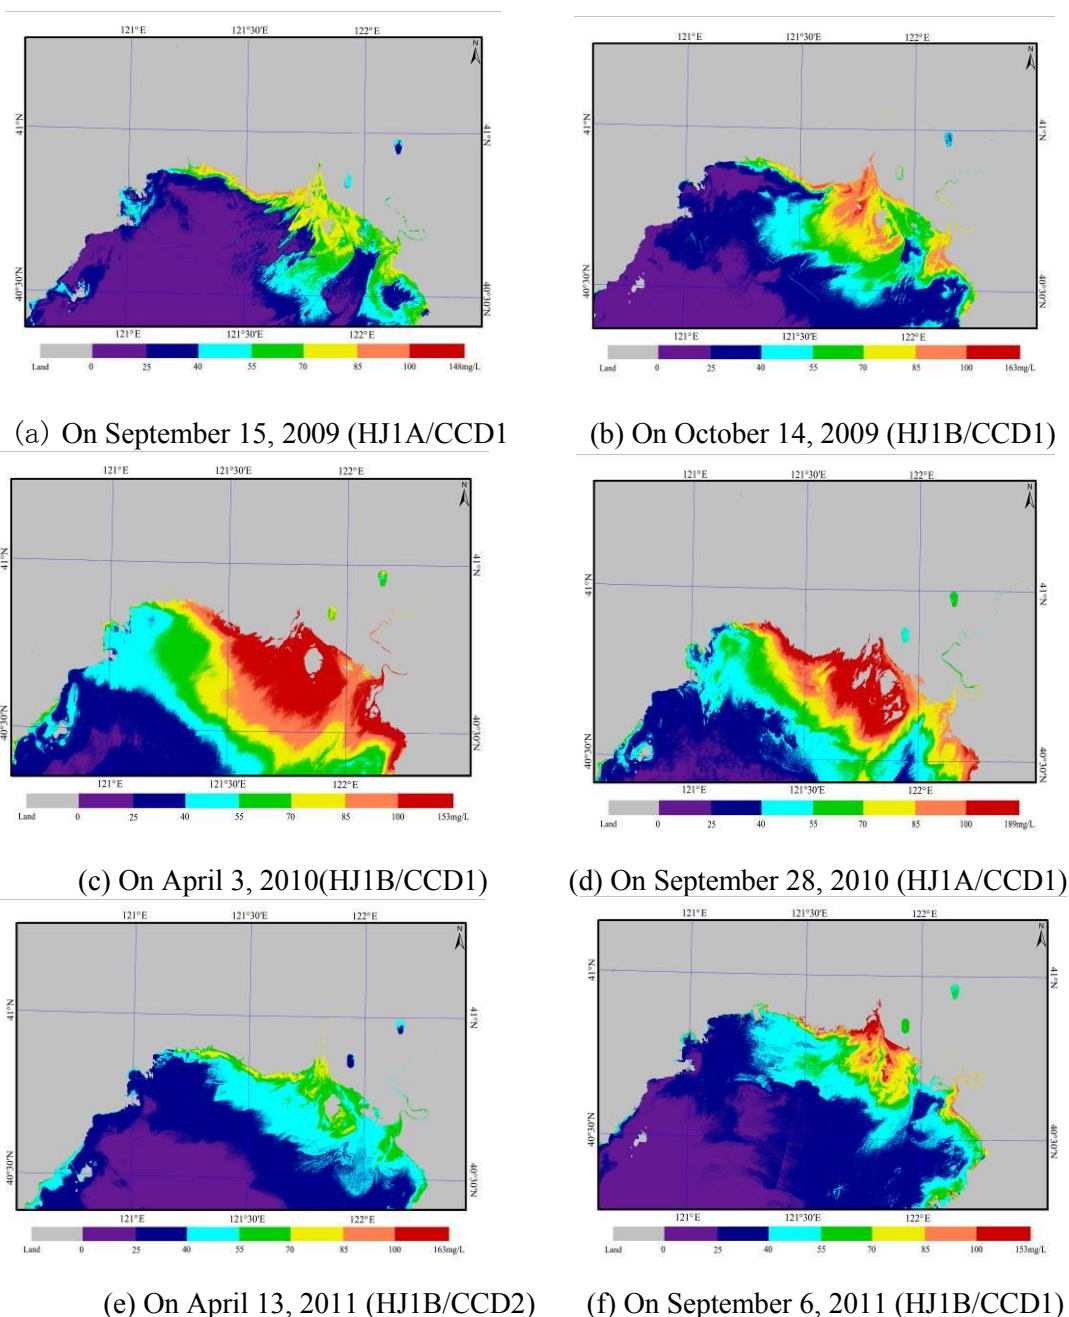 121°E 121°30′E 122°E
N
41°N 41°N
40°30′N 40°30′N
121°E 121°30′E 122°E
Land 0 25 40 55 70 85 100 148mg/L
(a) On September 15, 2009 (HJ1A/CCD1
121°E 121°30′E 122°E
N
41°N 41°N
40°30′N 40°30′N
121°E 121°30′E 122°E
Land 0 25 40 55 70 85 100 163mg/L
(b) On October 14, 2009 (HJ1B/CCD1)
121°E 121°30′E 122°E
N
41°N 41°N
40°30′N 40°30′N
121°E 121°30′E 122°E
Land 0 25 40 55 70 85 100 153mg/L
(c) On April 3, 2010(HJ1B/CCD1)
121°E 121°30′E 122°E
N
41°N 41°N
40°30′N 40°30′N
121°E 121°30′E 122°E
Land 0 25 40 55 70 85 100 189mg/L
(d) On September 28, 2010 (HJ1A/CCD1)
121°E 121°30′E 122°E
N
41°N 41°N
40°30′N 40°30′N
121°E 121°30′E 122°E
Land 0 25 40 55 70 85 100 163mg/L
(e) On April 13, 2011 (HJ1B/CCD2)
121°E 121°30′E 122°E
N
41°N 41°N
40°30′N 40°30′N
121°E 121°30′E 122°E
Land 0 25 40 55 70 85 100 153mg/L
(f) On September 6, 2011 (HJ1B/CCD1)